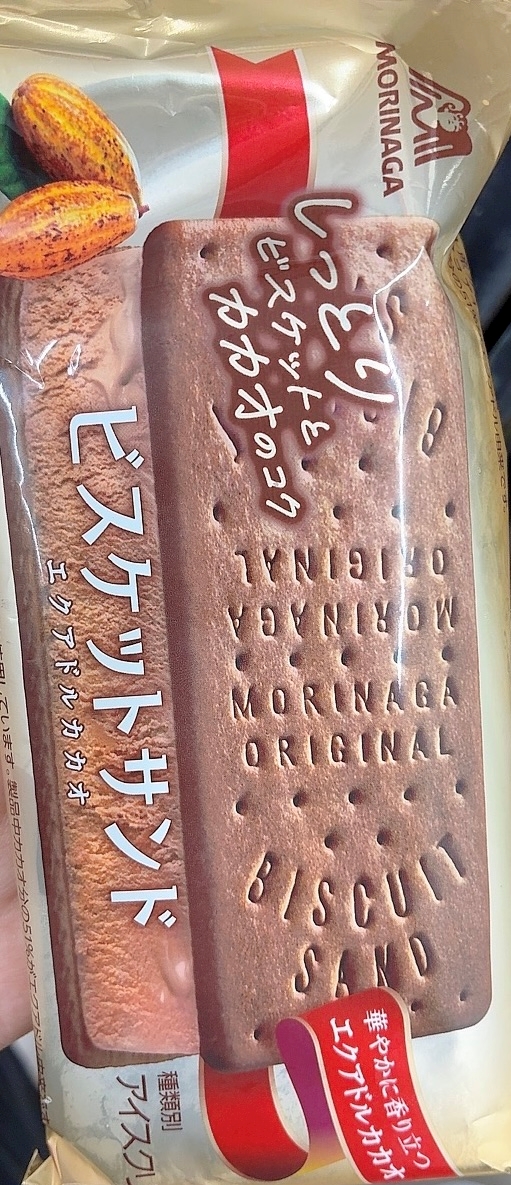 MORINAGA
しっとり
ビスケットと
カカオのコク
ORIGINAL
MORINAGA
MORINAGA
ORIGINAL
BISCUIT
SAND
ビスケットサンド
エクアドルカカオ
華やかに香り立つ
エクアドルカカオ
種類別
アイスク